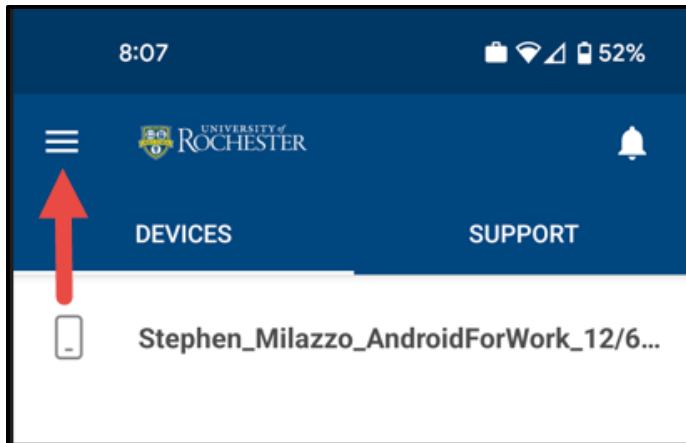 8:07 52%
UNIVERSITY of
ROCHESTER
DEVICES SUPPORT
Stephen_Milazzo_AndroidForWork_12/6...